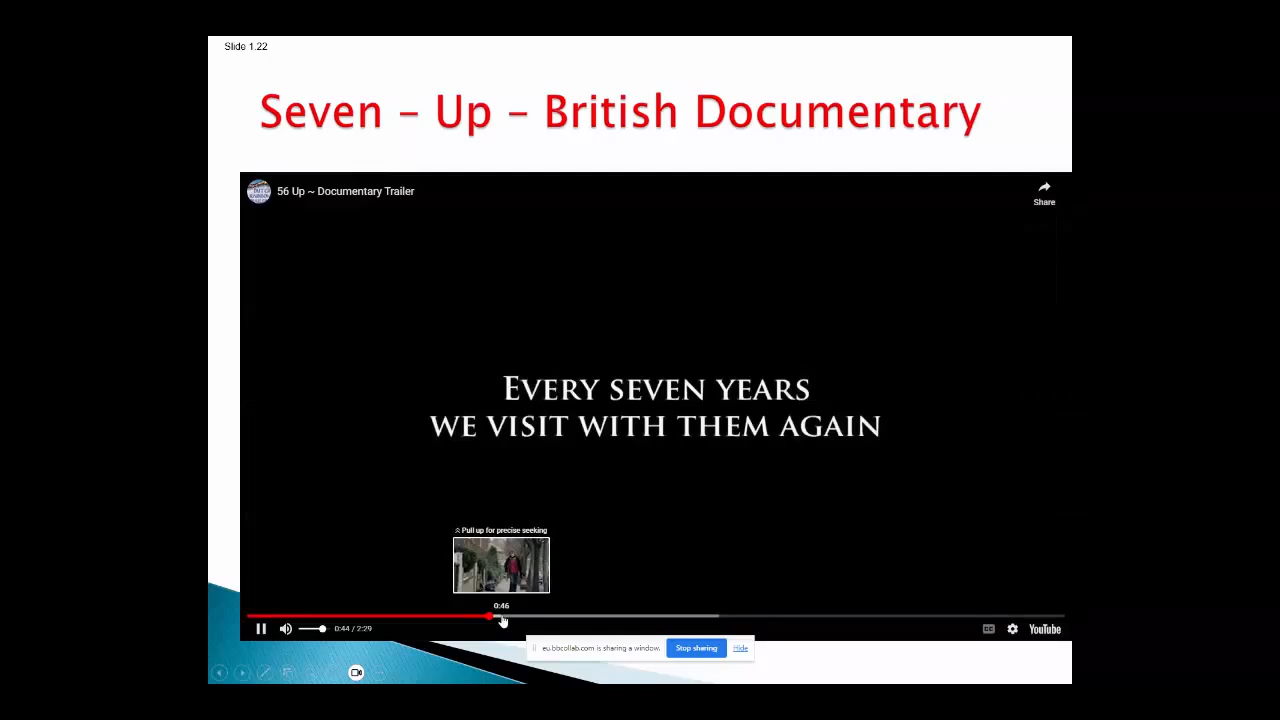 Slide 1.22
Seven – Up – British Documentary
56 Up ~ Documentary Trailer
Share
EVERY SEVEN YEARS
WE VISIT WITH THEM AGAIN
Pull up for precise seeking
0:46
0:44 / 2:29
CC
YouTube
eu.bbcollab.com is sharing a window.
Stop sharing
Hide